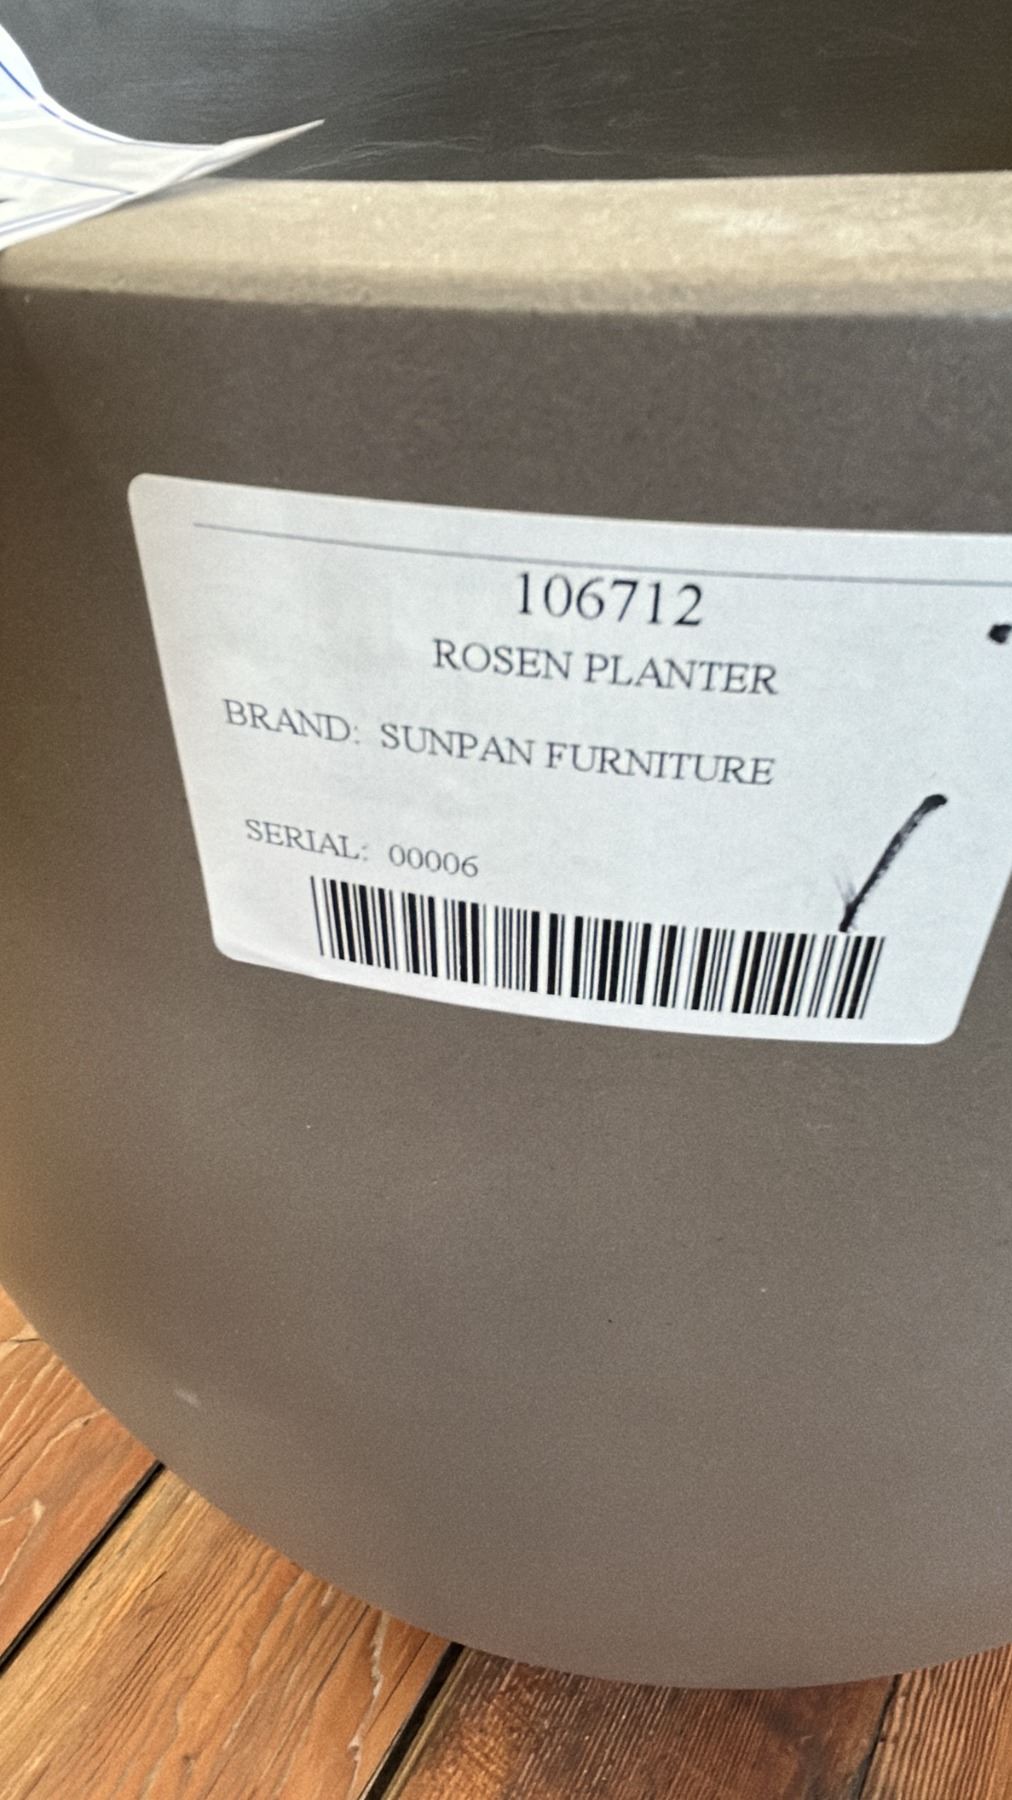 106712
ROSEN PLANTER
BRAND: SUNPAN FURNITURE
SERIAL: 00006